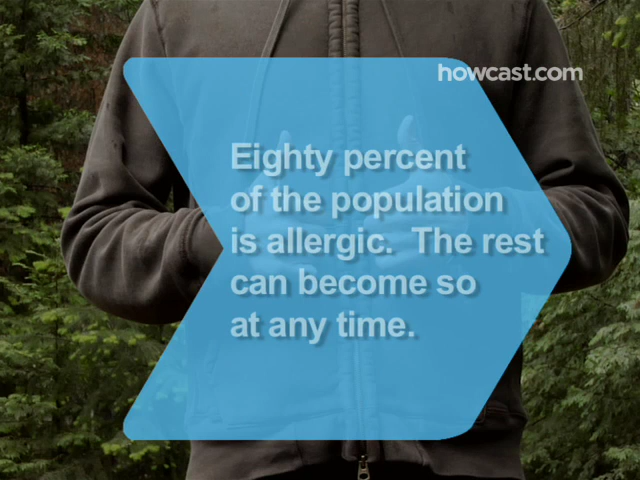 howcast.com
Eighty percent
of the population
is allergic.  The rest
can become so
at any time.